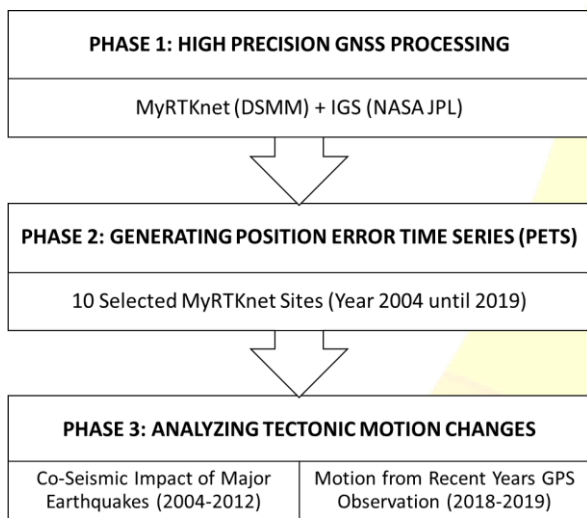 PHASE 1: HIGH PRECISION GNSS PROCESSING
MyRTKnet (DSMM) + IGS (NASA JPL)
PHASE 2: GENERATING POSITION ERROR TIME SERIES (PETS)
10 Selected MyRTKnet Sites (Year 2004 until 2019)
PHASE 3: ANALYZING TECTONIC MOTION CHANGES
Co-Seismic Impact of Major
Earthquakes (2004-2012)
Motion from Recent Years GPS
Observation (2018-2019)